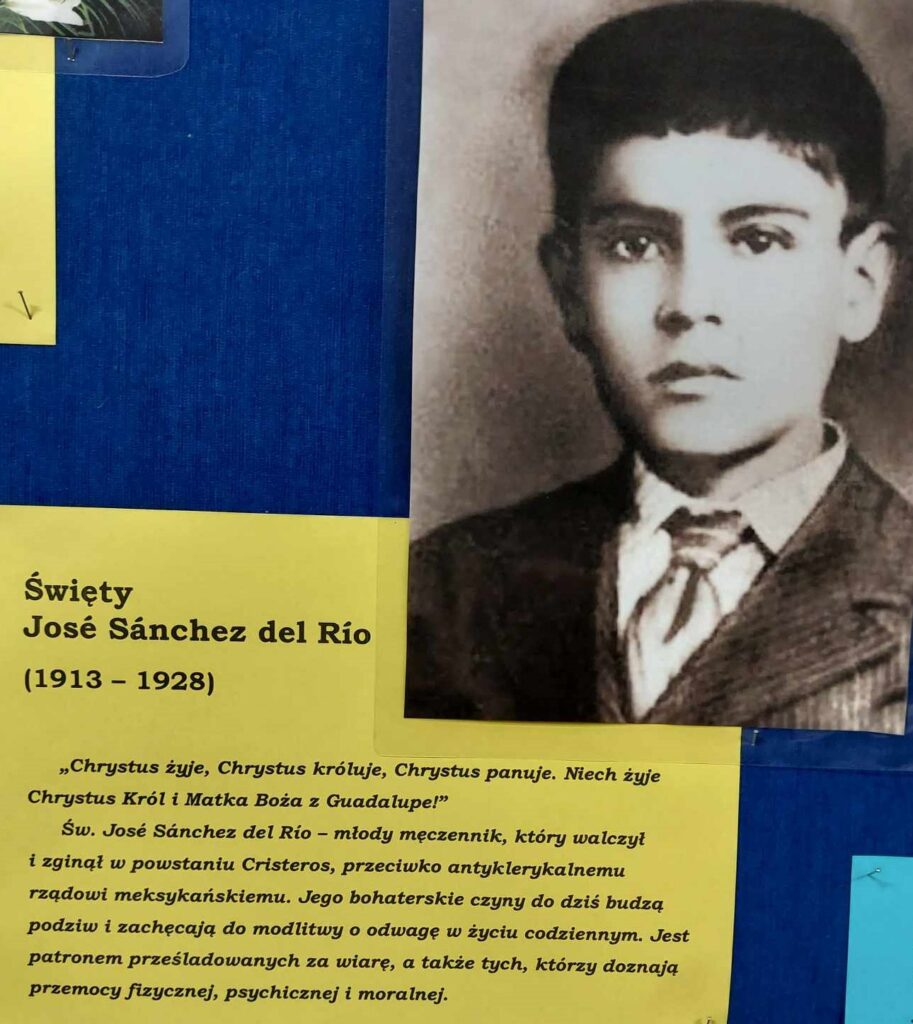 Święty
José Sánchez del Río
(1913 – 1928)
„Chrystus żyje, Chrystus króluje, Chrystus panuje. Niech żyje
Chrystus Król i Matka Boża z Guadalupe!”
Św. José Sánchez del Río – młody męczennik, który walczył
i zginął w powstaniu Cristeros, przeciwko antyklerykalnemu
rządowi meksykańskiemu. Jego bohaterskie czyny do dziś budzą
podziw i zachęcają do modlitwy o odwagę w życiu codziennym. Jest
patronem prześladowanych za wiarę, a także tych, którzy doznają
przemocy fizycznej, psychicznej i moralnej.